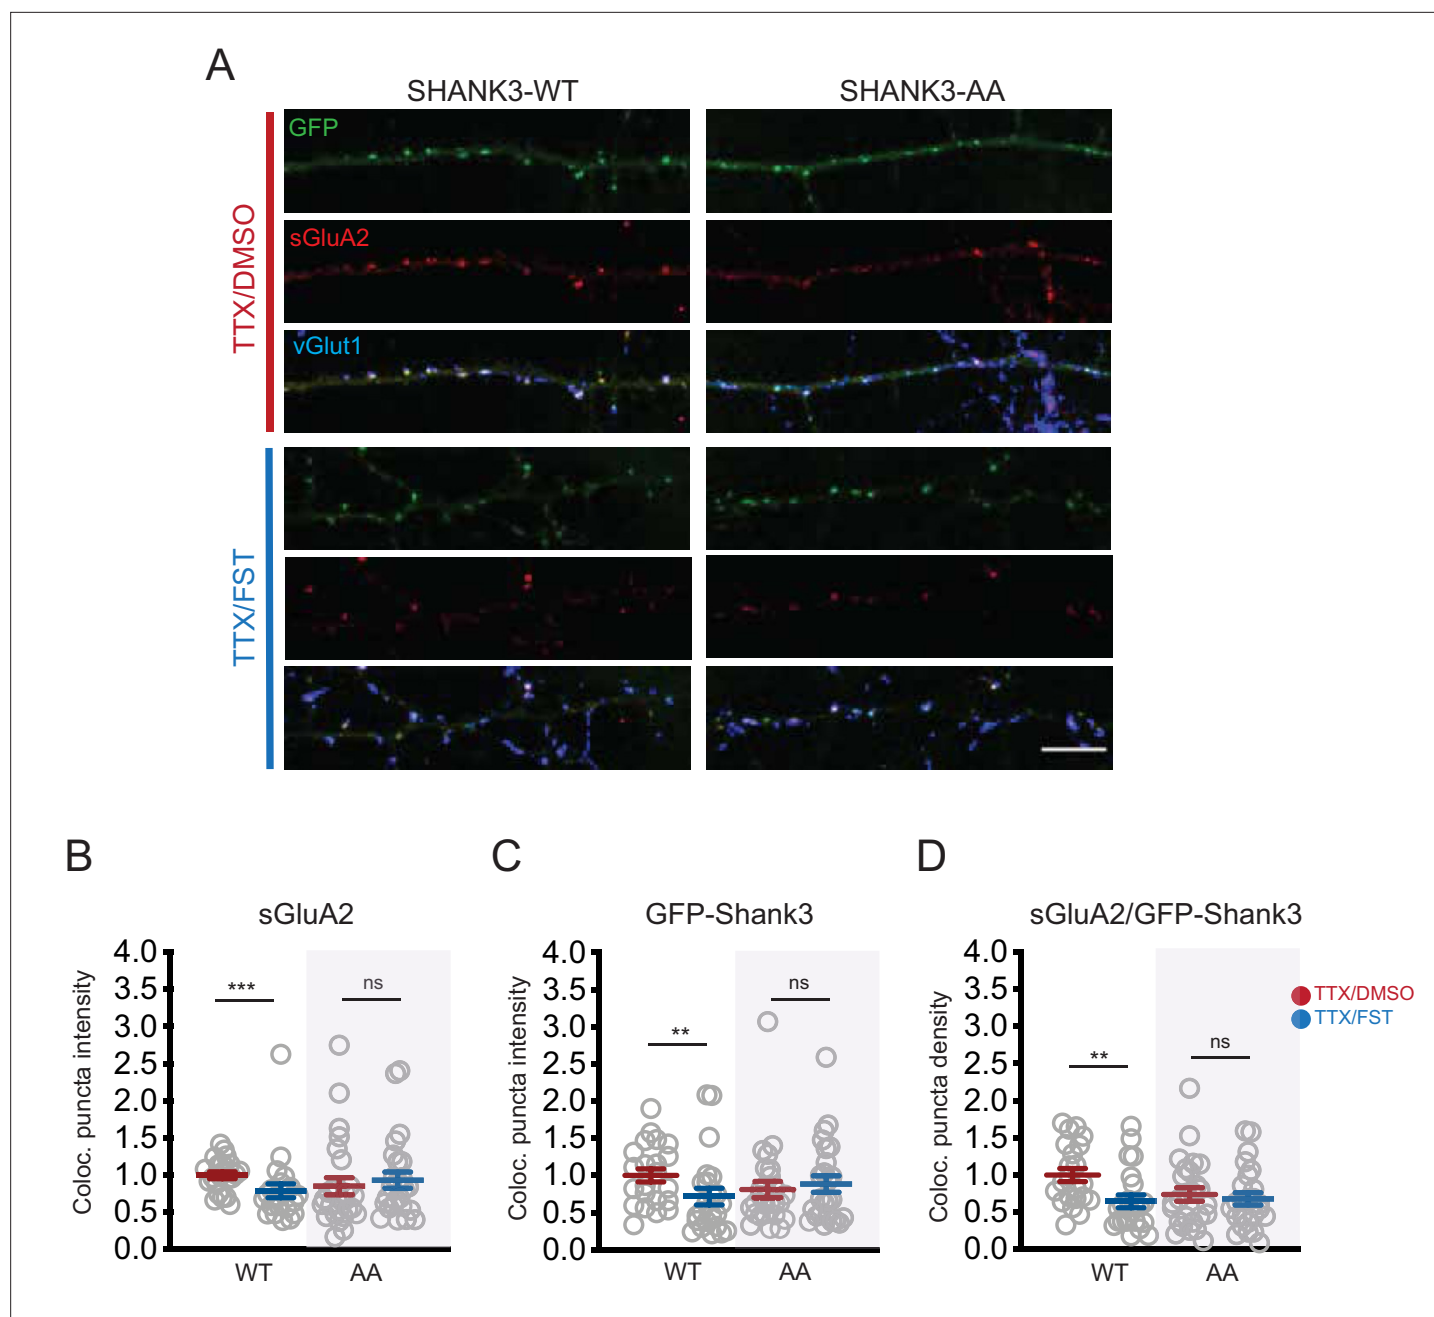 A
SHANK3-WT
SHANK3-AA
GFP
sGluA2
vGlut1
TTX/DMSO
TTX/FST
B
sGluA2
Coloc. puncta intensity
4.0
3.5
3.0
2.5
2.0
1.5
1.0
0.5
0.0
***
ns
WT
AA
C
GFP-Shank3
Coloc. puncta intensity
4.0
3.5
3.0
2.5
2.0
1.5
1.0
0.5
0.0
**
ns
WT
AA
D
sGluA2/GFP-Shank3
Coloc. puncta density
4.0
3.5
3.0
2.5
2.0
1.5
1.0
0.5
0.0
**
ns
WT
AA
TTX/DMSO
TTX/FST